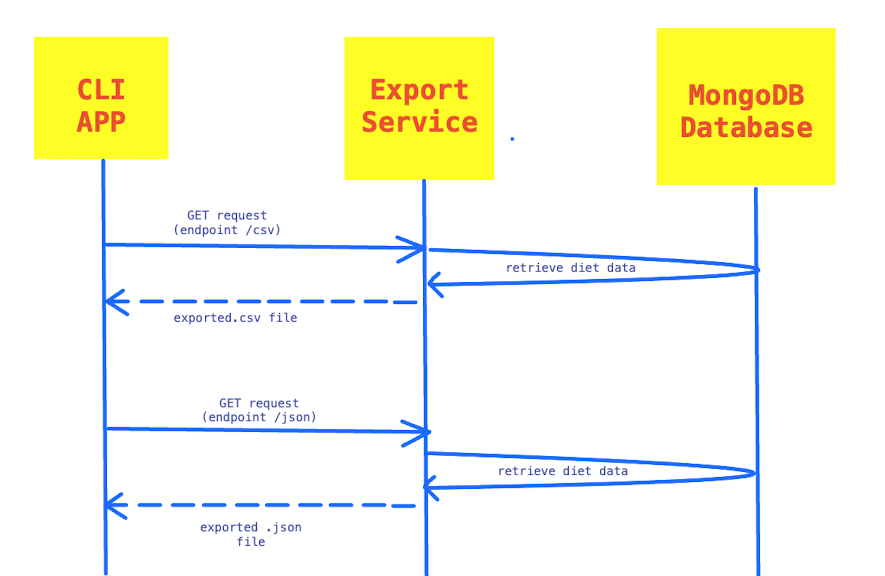 CLI
APP
Export
Service
MongoDB
Database
GET request
(endpoint /csv)
retrieve diet data
exported.csv file
GET request
(endpoint /json)
retrieve diet data
exported .json
file